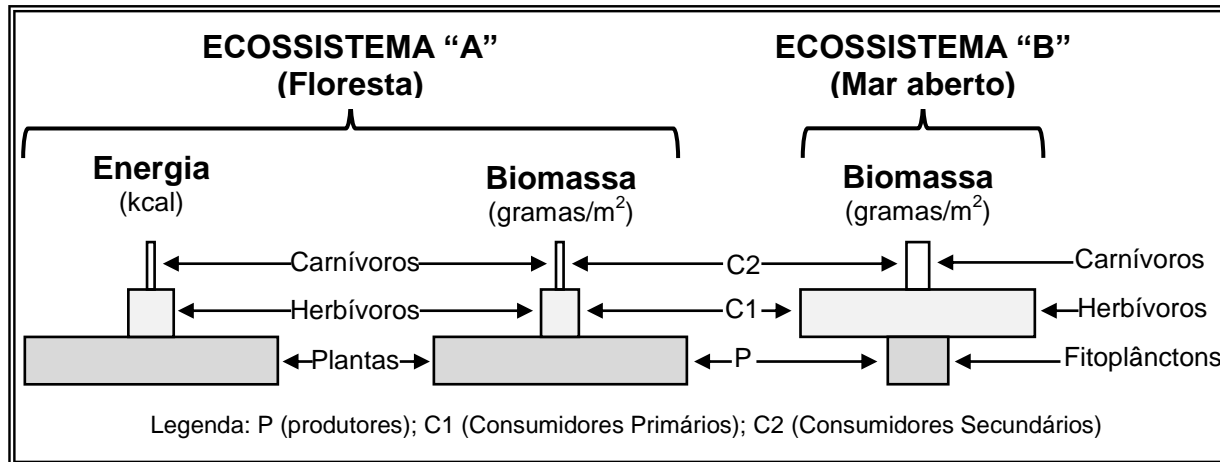 ECOSSISTEMA “A”
(Floresta)
ECOSSISTEMA “B”
(Mar aberto)
Energia
(kcal)
Biomassa
(gramas/m²)
Biomassa
(gramas/m²)
Carnívoros C2 Carnívoros
Herbívoros C1 Herbívoros
Plantas P Fitoplânctons
Legenda: P (produtores); C1 (Consumidores Primários); C2 (Consumidores Secundários)